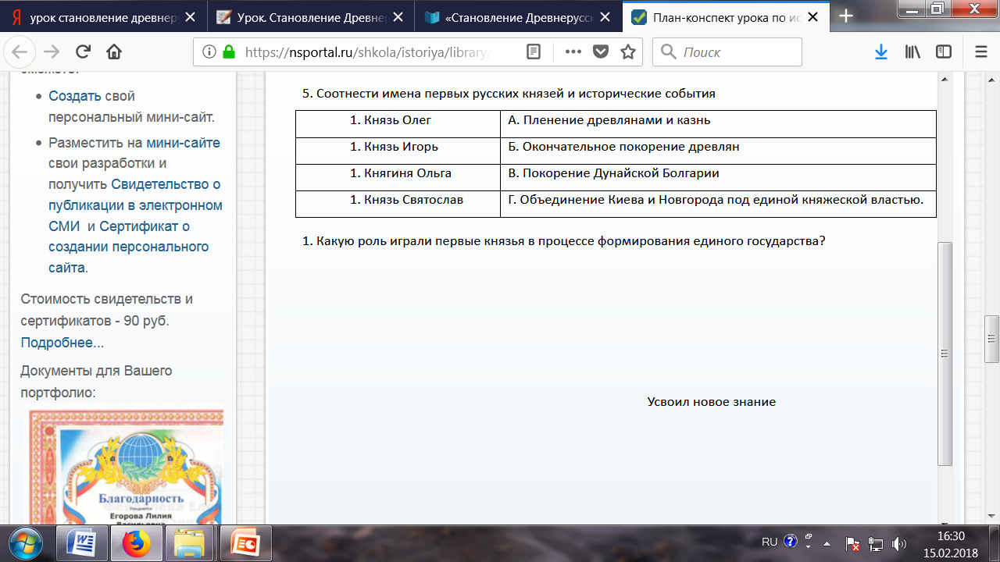 урок становление древнеру
Урок. Становление Древнер
«Становление Древнерусск
План-конспект урока по ис
https://nsportal.ru/shkola/istoriya/library/
Поиск
Создать свой
персональный мини-сайт.
Разместить на мини-сайте
свои разработки и
получить Свидетельство о
публикации в электронном
СМИ и Сертификат о
создании персонального
сайта.
Стоимость свидетельств и
сертификатов - 90 руб.
Подробнее...
Документы для Вашего
портфолио:
Благодарность
Егорова Лилия
Васильевна
5. Соотнести имена первых русских князей и исторические события
1. Князь Олег А. Пленение древлянами и казнь
1. Князь Игорь Б. Окончательное покорение древлян
1. Княгиня Ольга В. Покорение Дунайской Болгарии
1. Князь Святослав Г. Объединение Киева и Новгорода под единой княжеской властью.
1. Какую роль играли первые князья в процессе формирования единого государства?
Усвоил новое знание
RU
16:30
15.02.2018